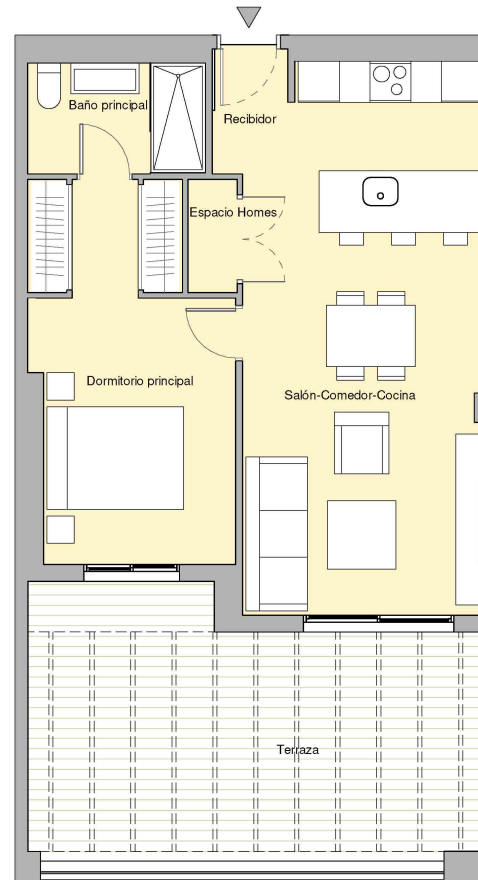 Baño principal
Recibidor
Espacio Homes
Dormitorio principal
Salón-Comedor-Cocina
Terraza